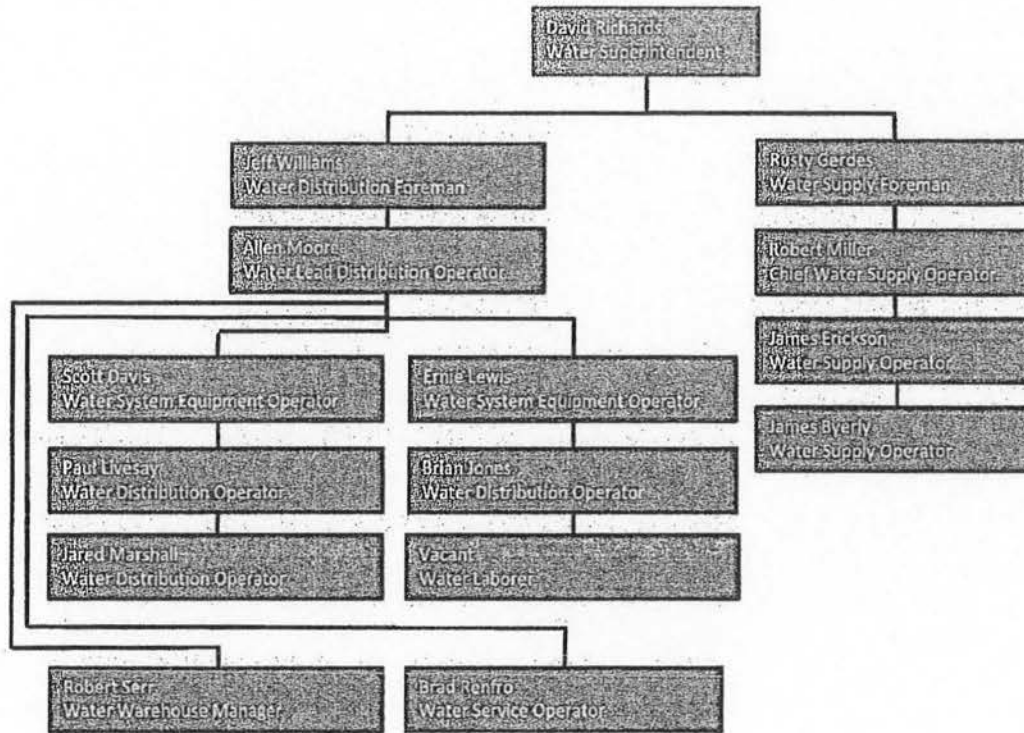 David Richards
Water Superintendent
Jeff Williams
Water Distribution Foreman
Rusty Gerdes
Water Supply Foreman
Allen Moore
Water Lead Distribution Operator
Robert Miller
Chief Water Supply Operator
James Erickson
Water Supply Operator
James Byerly
Water Supply Operator
Scott Davis
Water System Equipment Operator
Ernie Lewis
Water System Equipment Operator
Paul Livesay
Water Distribution Operator
Brian Jones
Water Distribution Operator
Jared Marshall
Water Distribution Operator
Vacant
Water Laborer
Robert Serr
Water Warehouse Manager
Brad Renfro
Water Service Operator